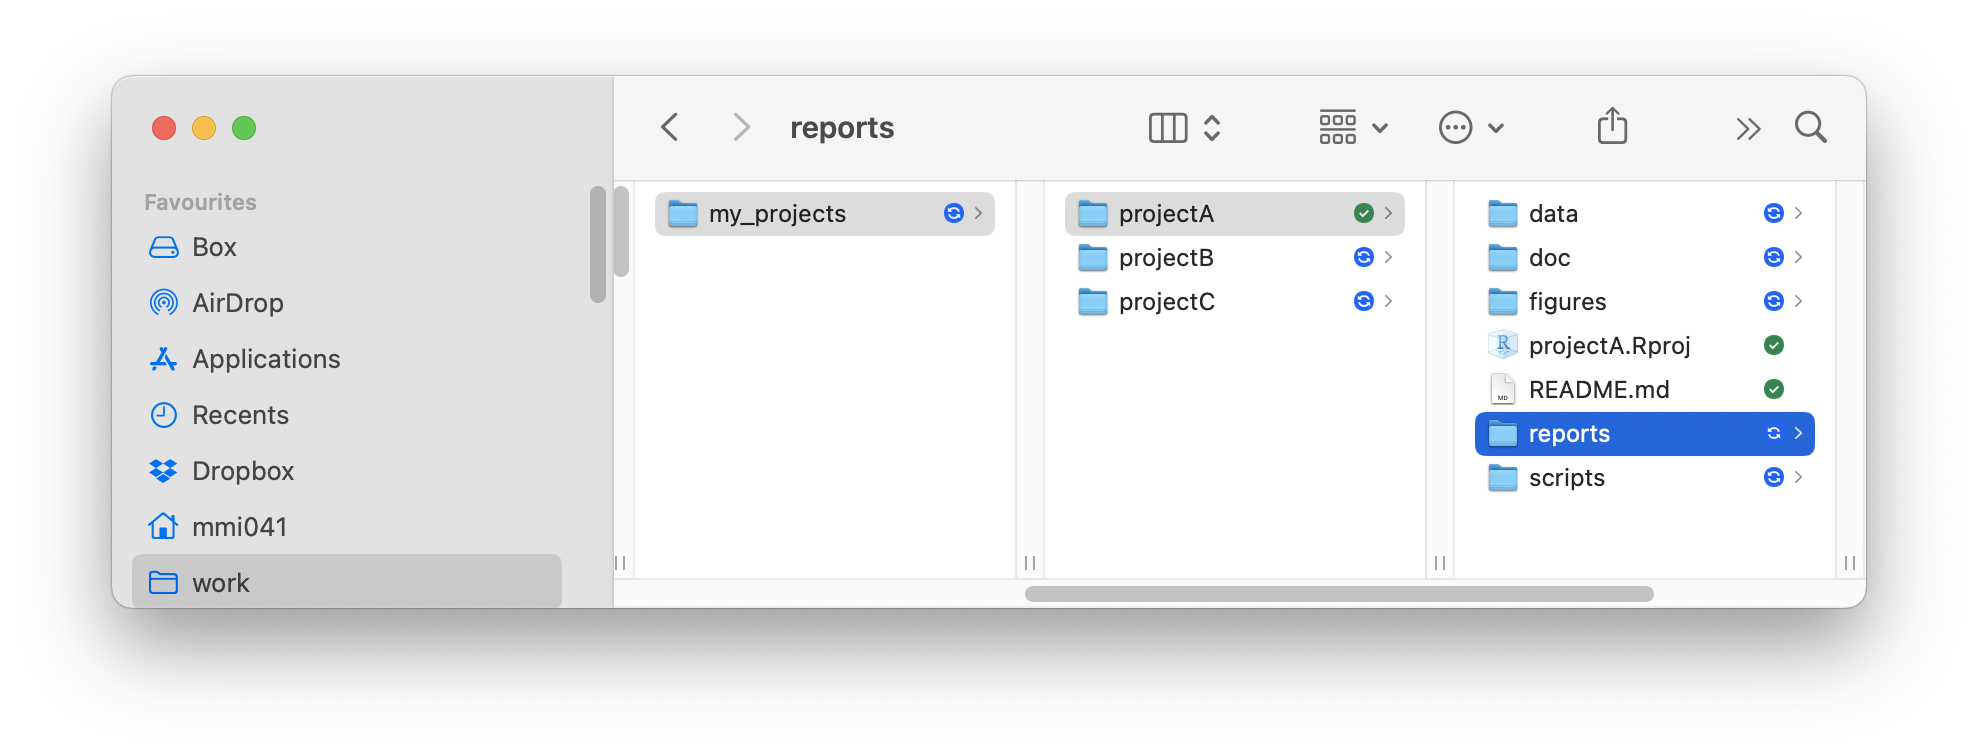 reports
Favourites
Box
AirDrop
Applications
Recents
Dropbox
mmi041
work
my_projects
projectA
projectB
projectC
data
doc
figures
R projectA.Rproj
MD README.md
reports
scripts